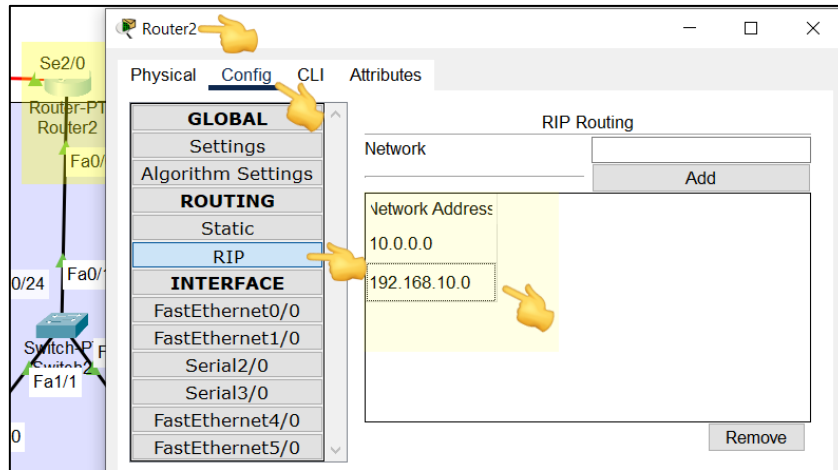 Router2
Physical Config CLI Attributes
Se2/0
Router-PT
Router2
Fa0/
0/24
Fa0/1
Switch-P
Switch2
F
Fa1/1
0
GLOBAL
Settings
Algorithm Settings
ROUTING
Static
RIP
INTERFACE
FastEthernet0/0
FastEthernet1/0
Serial2/0
Serial3/0
FastEthernet4/0
FastEthernet5/0
RIP Routing
Network
Add
Network Address
10.0.0.0
192.168.10.0
Remove